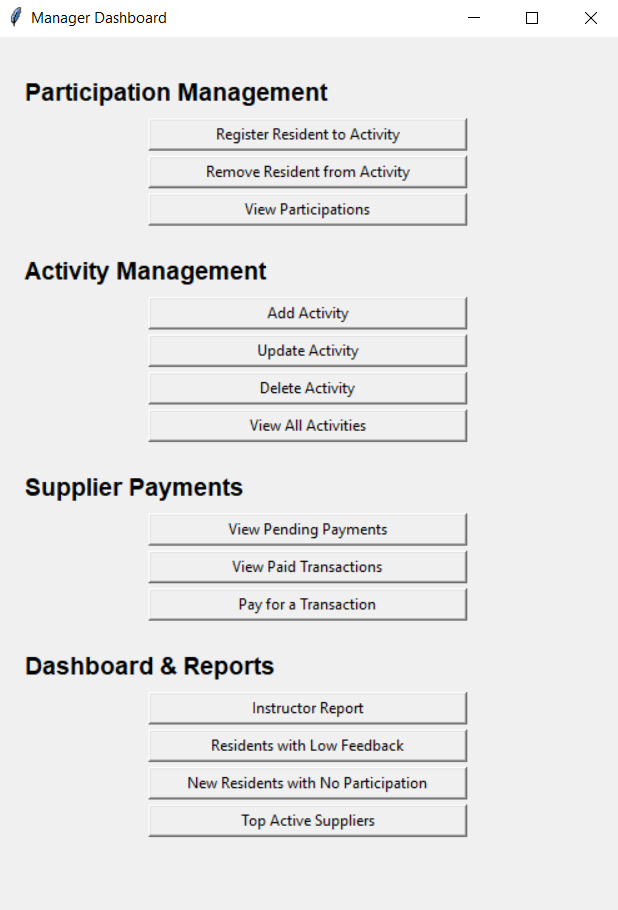 Manager Dashboard
Participation Management
Register Resident to Activity
Remove Resident from Activity
View Participations
Activity Management
Add Activity
Update Activity
Delete Activity
View All Activities
Supplier Payments
View Pending Payments
View Paid Transactions
Pay for a Transaction
Dashboard & Reports
Instructor Report
Residents with Low Feedback
New Residents with No Participation
Top Active Suppliers